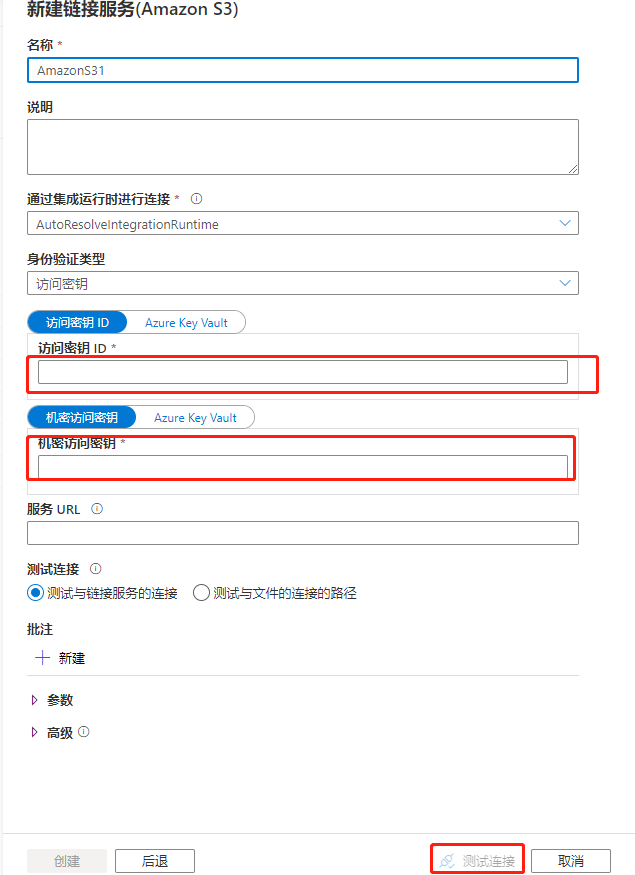 新建链接服务(Amazon S3)
名称 *
AmazonS31
说明
通过集成运行时进行连接 *
AutoResolveIntegrationRuntime
身份验证类型
访问密钥
访问密钥 ID Azure Key Vault
访问密钥 ID *
机密访问密钥 Azure Key Vault
机密访问密钥 *
服务 URL
测试连接
测试与链接服务的连接 测试与文件的连接的路径
批注
新建
参数
高级
创建 后退 测试连接 取消